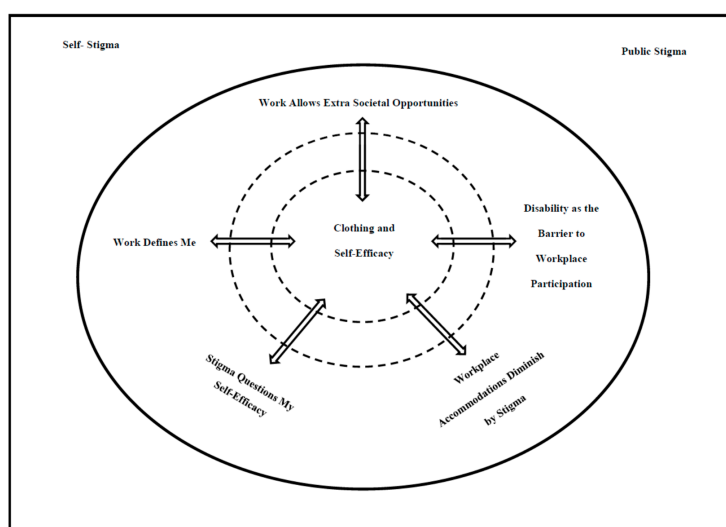 Self- Stigma
Public Stigma
Work Allows Extra Societal Opportunities
Clothing and
Self-Efficacy
Work Defines Me
Disability as the
Barrier to
Workplace
Participation
Stigma Questions My
Self-Efficacy
Workplace
Accommodations Diminish
by Stigma